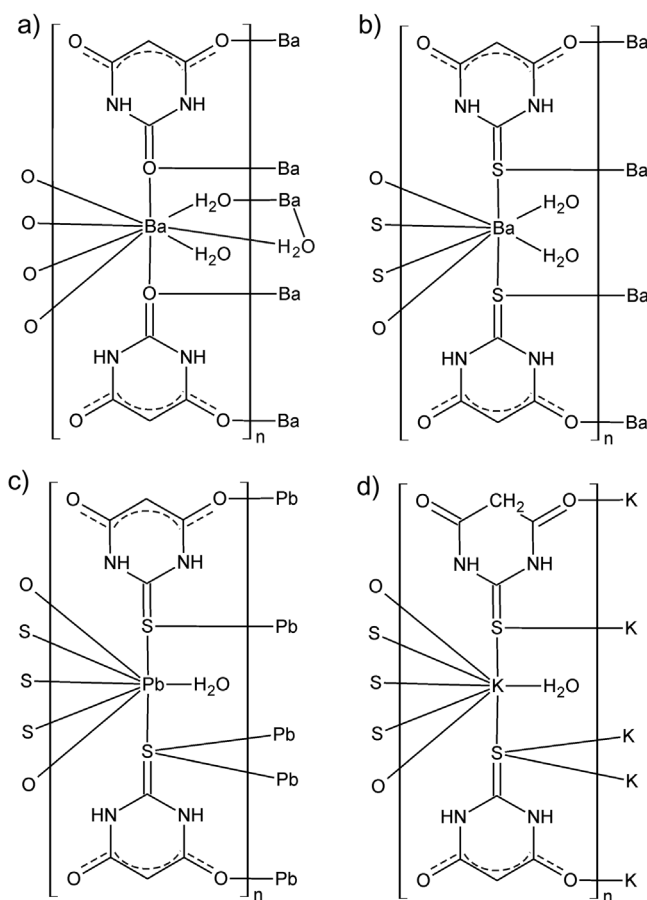 a)
O O Ba
NH NH
O Ba
O H₂O Ba
O Ba
O H₂O H₂O
O
O Ba
HN NH
O O Ba
n
b)
O O Ba
NH NH
S Ba
O H₂O
S Ba
S H₂O
O
S Ba
HN NH
O O Ba
n
c)
O O Pb
NH NH
O
S S Pb
S Pb H₂O
S
S Pb
O Pb
HN NH
O O Pb
n
d)
O CH₂ O K
NH NH
O
S S K
S K H₂O
S
S K
O K
HN NH
O O K
n